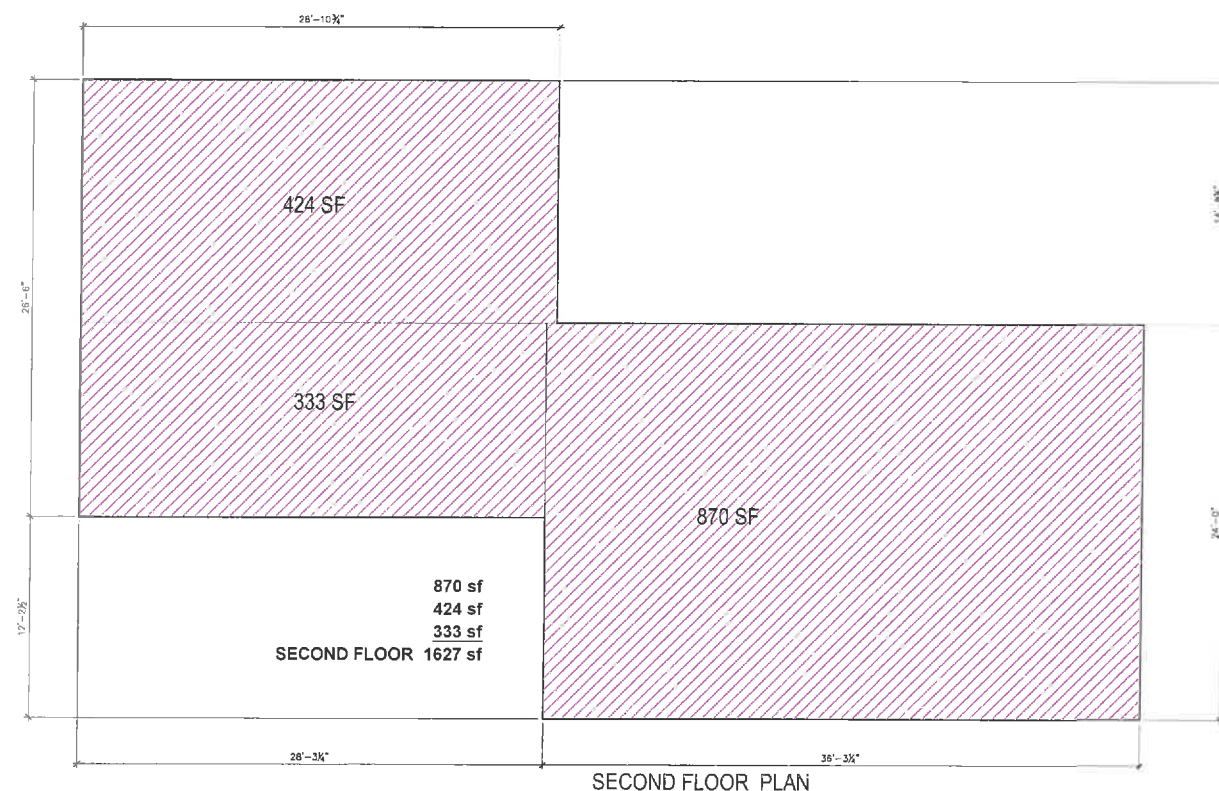 28'-10¾"
424 SF
26'-6"
333 SF
870 SF
24'-0"
870 sf
424 sf
333 sf
SECOND FLOOR 1627 sf
12'-2½"
28'-3¼"
36'-3¼"
SECOND FLOOR PLAN